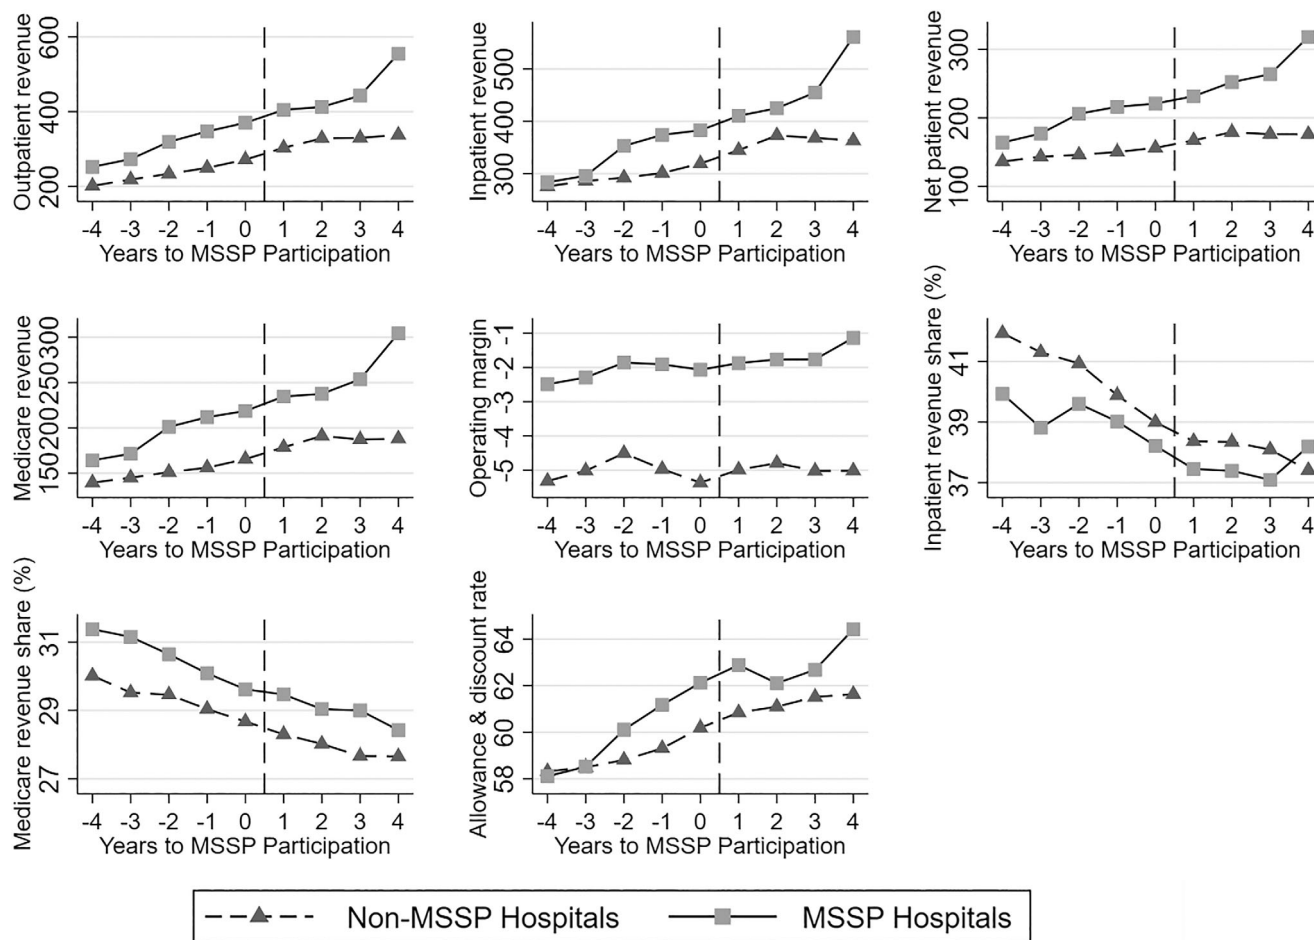 Outpatient revenue
600
400
200
-4 -3 -2 -1 0 1 2 3 4
Years to MSSP Participation
Inpatient revenue
500
400
300
-4 -3 -2 -1 0 1 2 3 4
Years to MSSP Participation
Net patient revenue
300
200
100
-4 -3 -2 -1 0 1 2 3 4
Years to MSSP Participation
Medicare revenue
300
250
200
150
-4 -3 -2 -1 0 1 2 3 4
Years to MSSP Participation
Operating margin
-1
-2
-3
-4
-5
-4 -3 -2 -1 0 1 2 3 4
Years to MSSP Participation
Inpatient revenue share (%)
41
39
37
-4 -3 -2 -1 0 1 2 3 4
Years to MSSP Participation
Medicare revenue share (%)
31
29
27
-4 -3 -2 -1 0 1 2 3 4
Years to MSSP Participation
Allowance & discount rate
64
62
60
58
-4 -3 -2 -1 0 1 2 3 4
Years to MSSP Participation
Non-MSSP Hospitals MSSP Hospitals